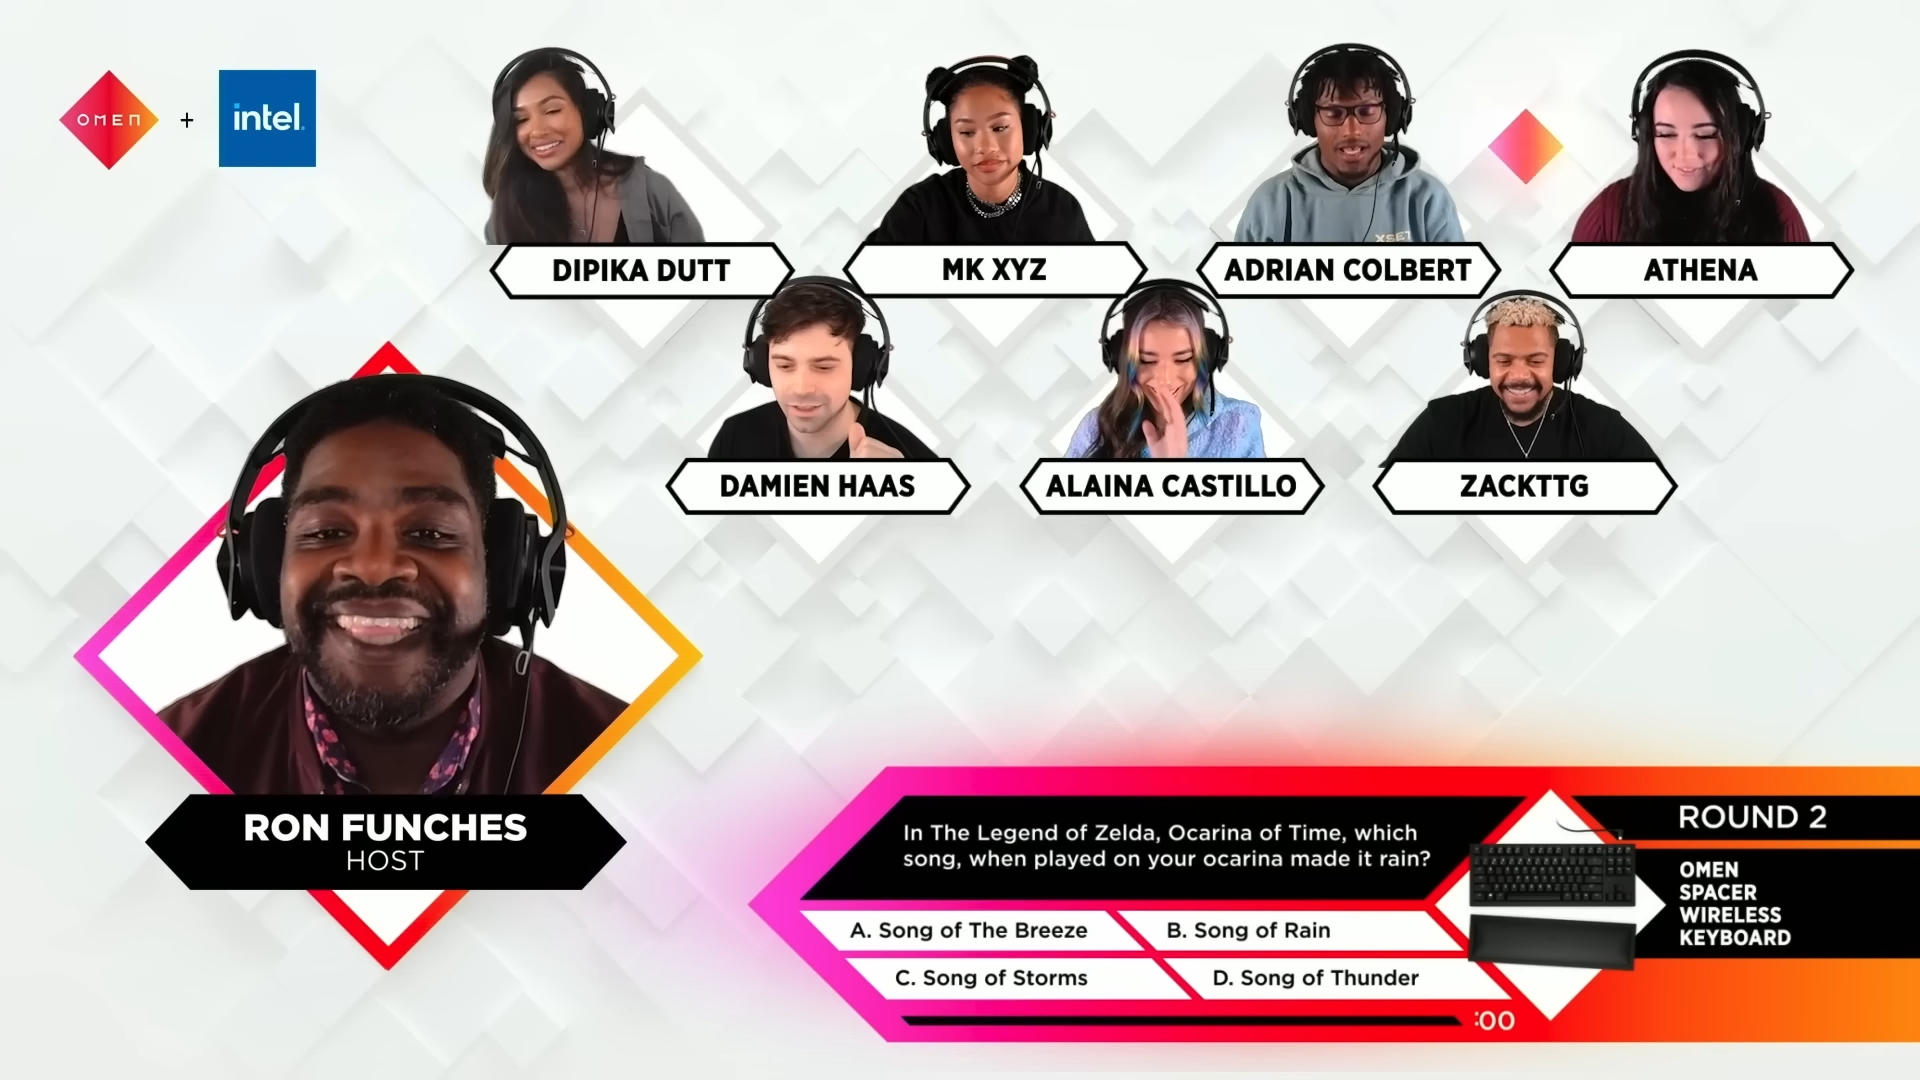 OMEN + intel.
DIPIKA DUTT
MK XYZ
ADRIAN COLBERT
ATHENA
XSET
DAMIEN HAAS
ALAINA CASTILLO
ZACKTTG
RON FUNCHES
HOST
In The Legend of Zelda, Ocarina of Time, which
song, when played on your ocarina made it rain?
A. Song of The Breeze
B. Song of Rain
C. Song of Storms
D. Song of Thunder
:00
ROUND 2
OMEN
SPACER
WIRELESS
KEYBOARD